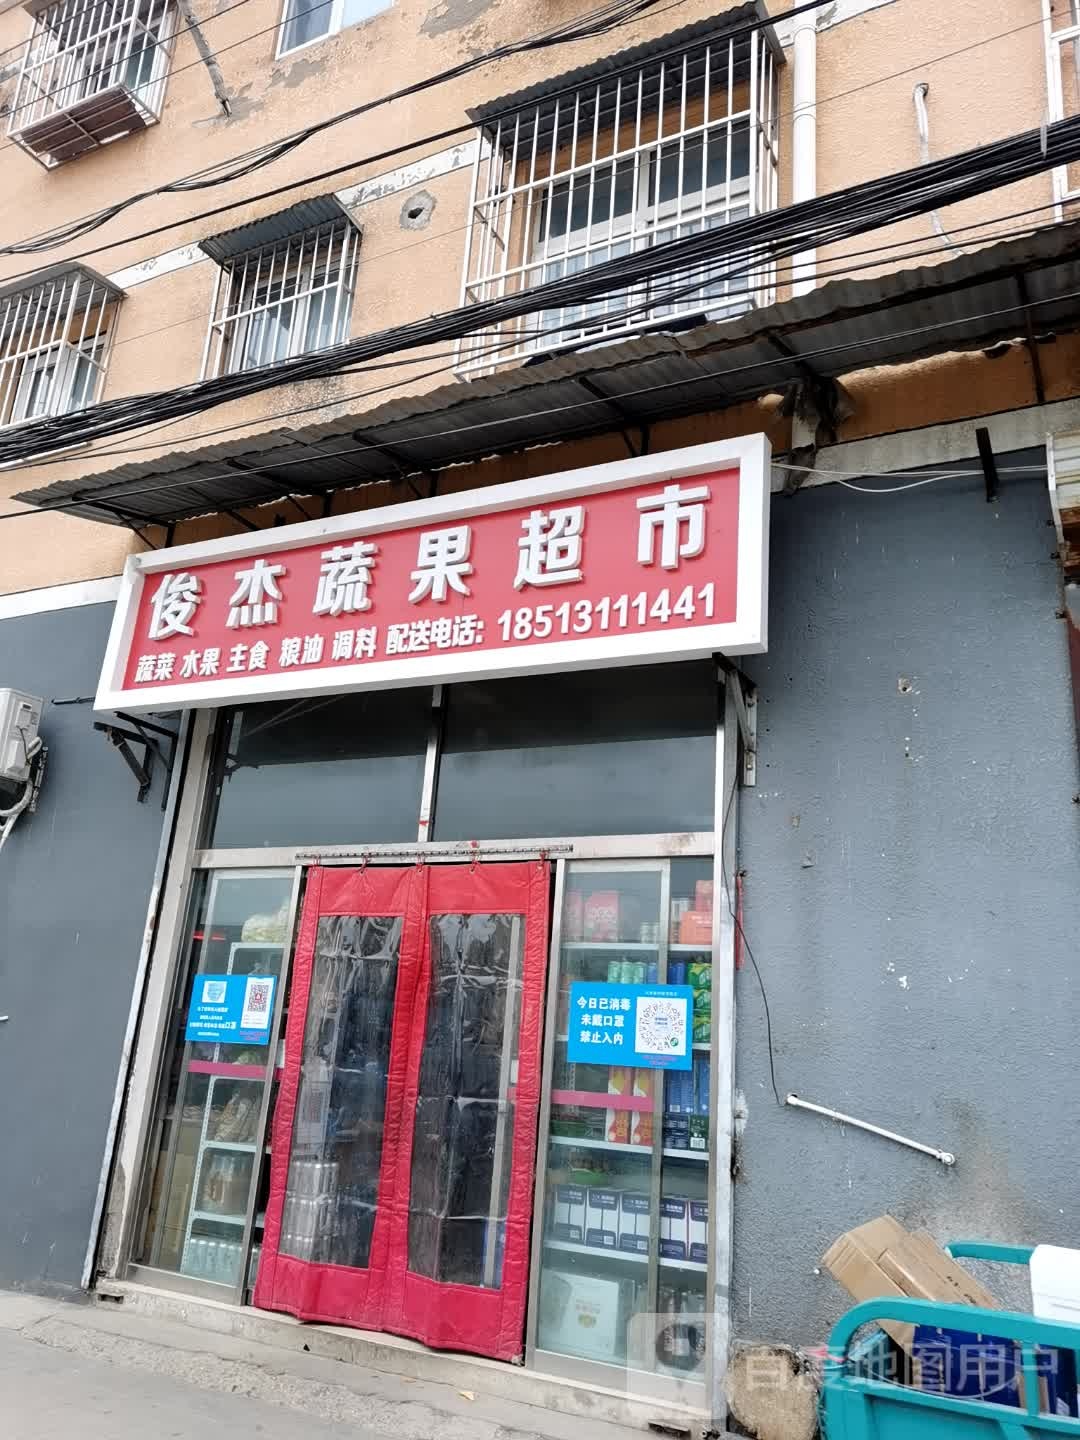 俊杰蔬果超市
蔬菜 水果 主食 粮油 调料 配送电话: 18513111441
口罩
今日已消毒
未戴口罩
禁止入内
百度地图用户